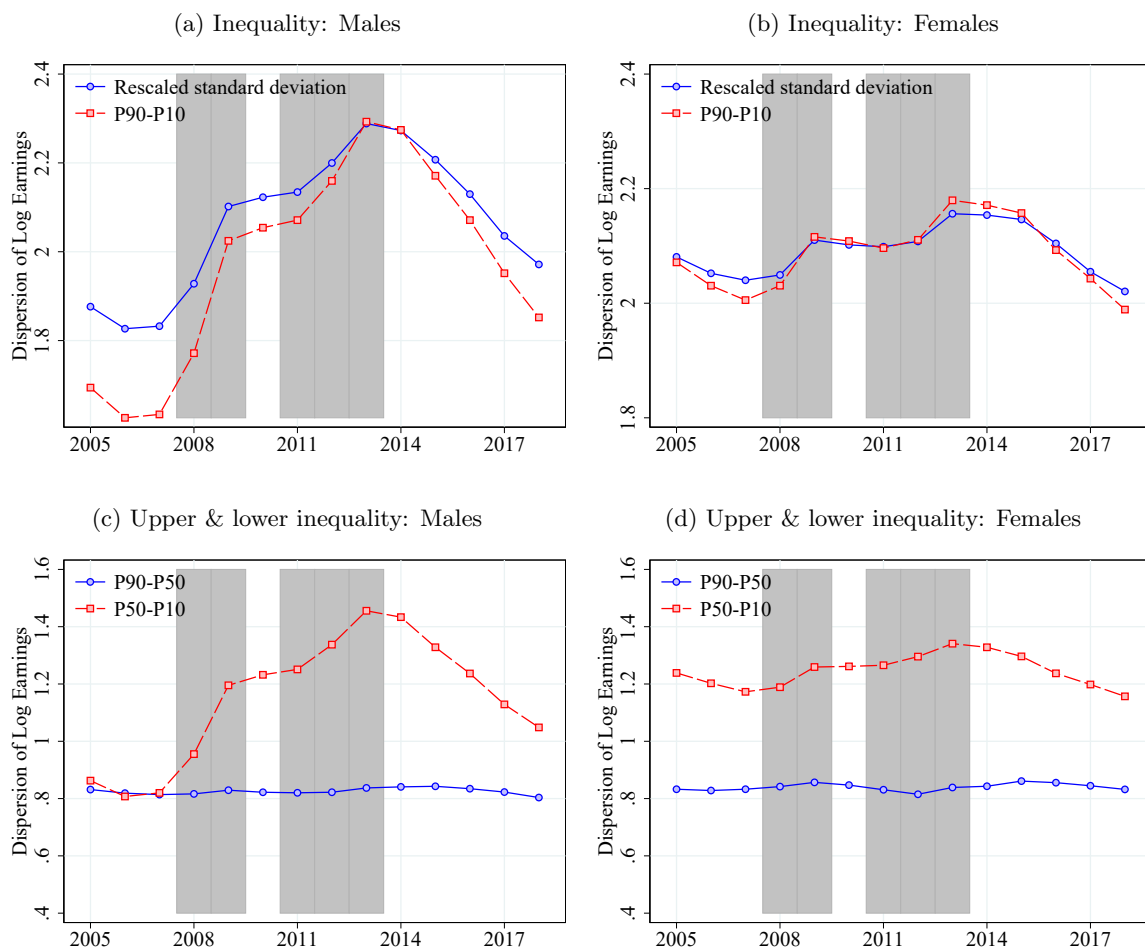 (a) Inequality: Males
Dispersion of Log Earnings
2.4
2.2
2
1.8
Rescaled standard deviation
P90-P10
2005
2008
2011
2014
2017
(b) Inequality: Females
Dispersion of Log Earnings
2.4
2.2
2
1.8
Rescaled standard deviation
P90-P10
2005
2008
2011
2014
2017
(c) Upper & lower inequality: Males
Dispersion of Log Earnings
1.6
1.4
1.2
1
.8
.6
.4
P90-P50
P50-P10
2005
2008
2011
2014
2017
(d) Upper & lower inequality: Females
Dispersion of Log Earnings
1.6
1.4
1.2
1
.8
.6
.4
P90-P50
P50-P10
2005
2008
2011
2014
2017